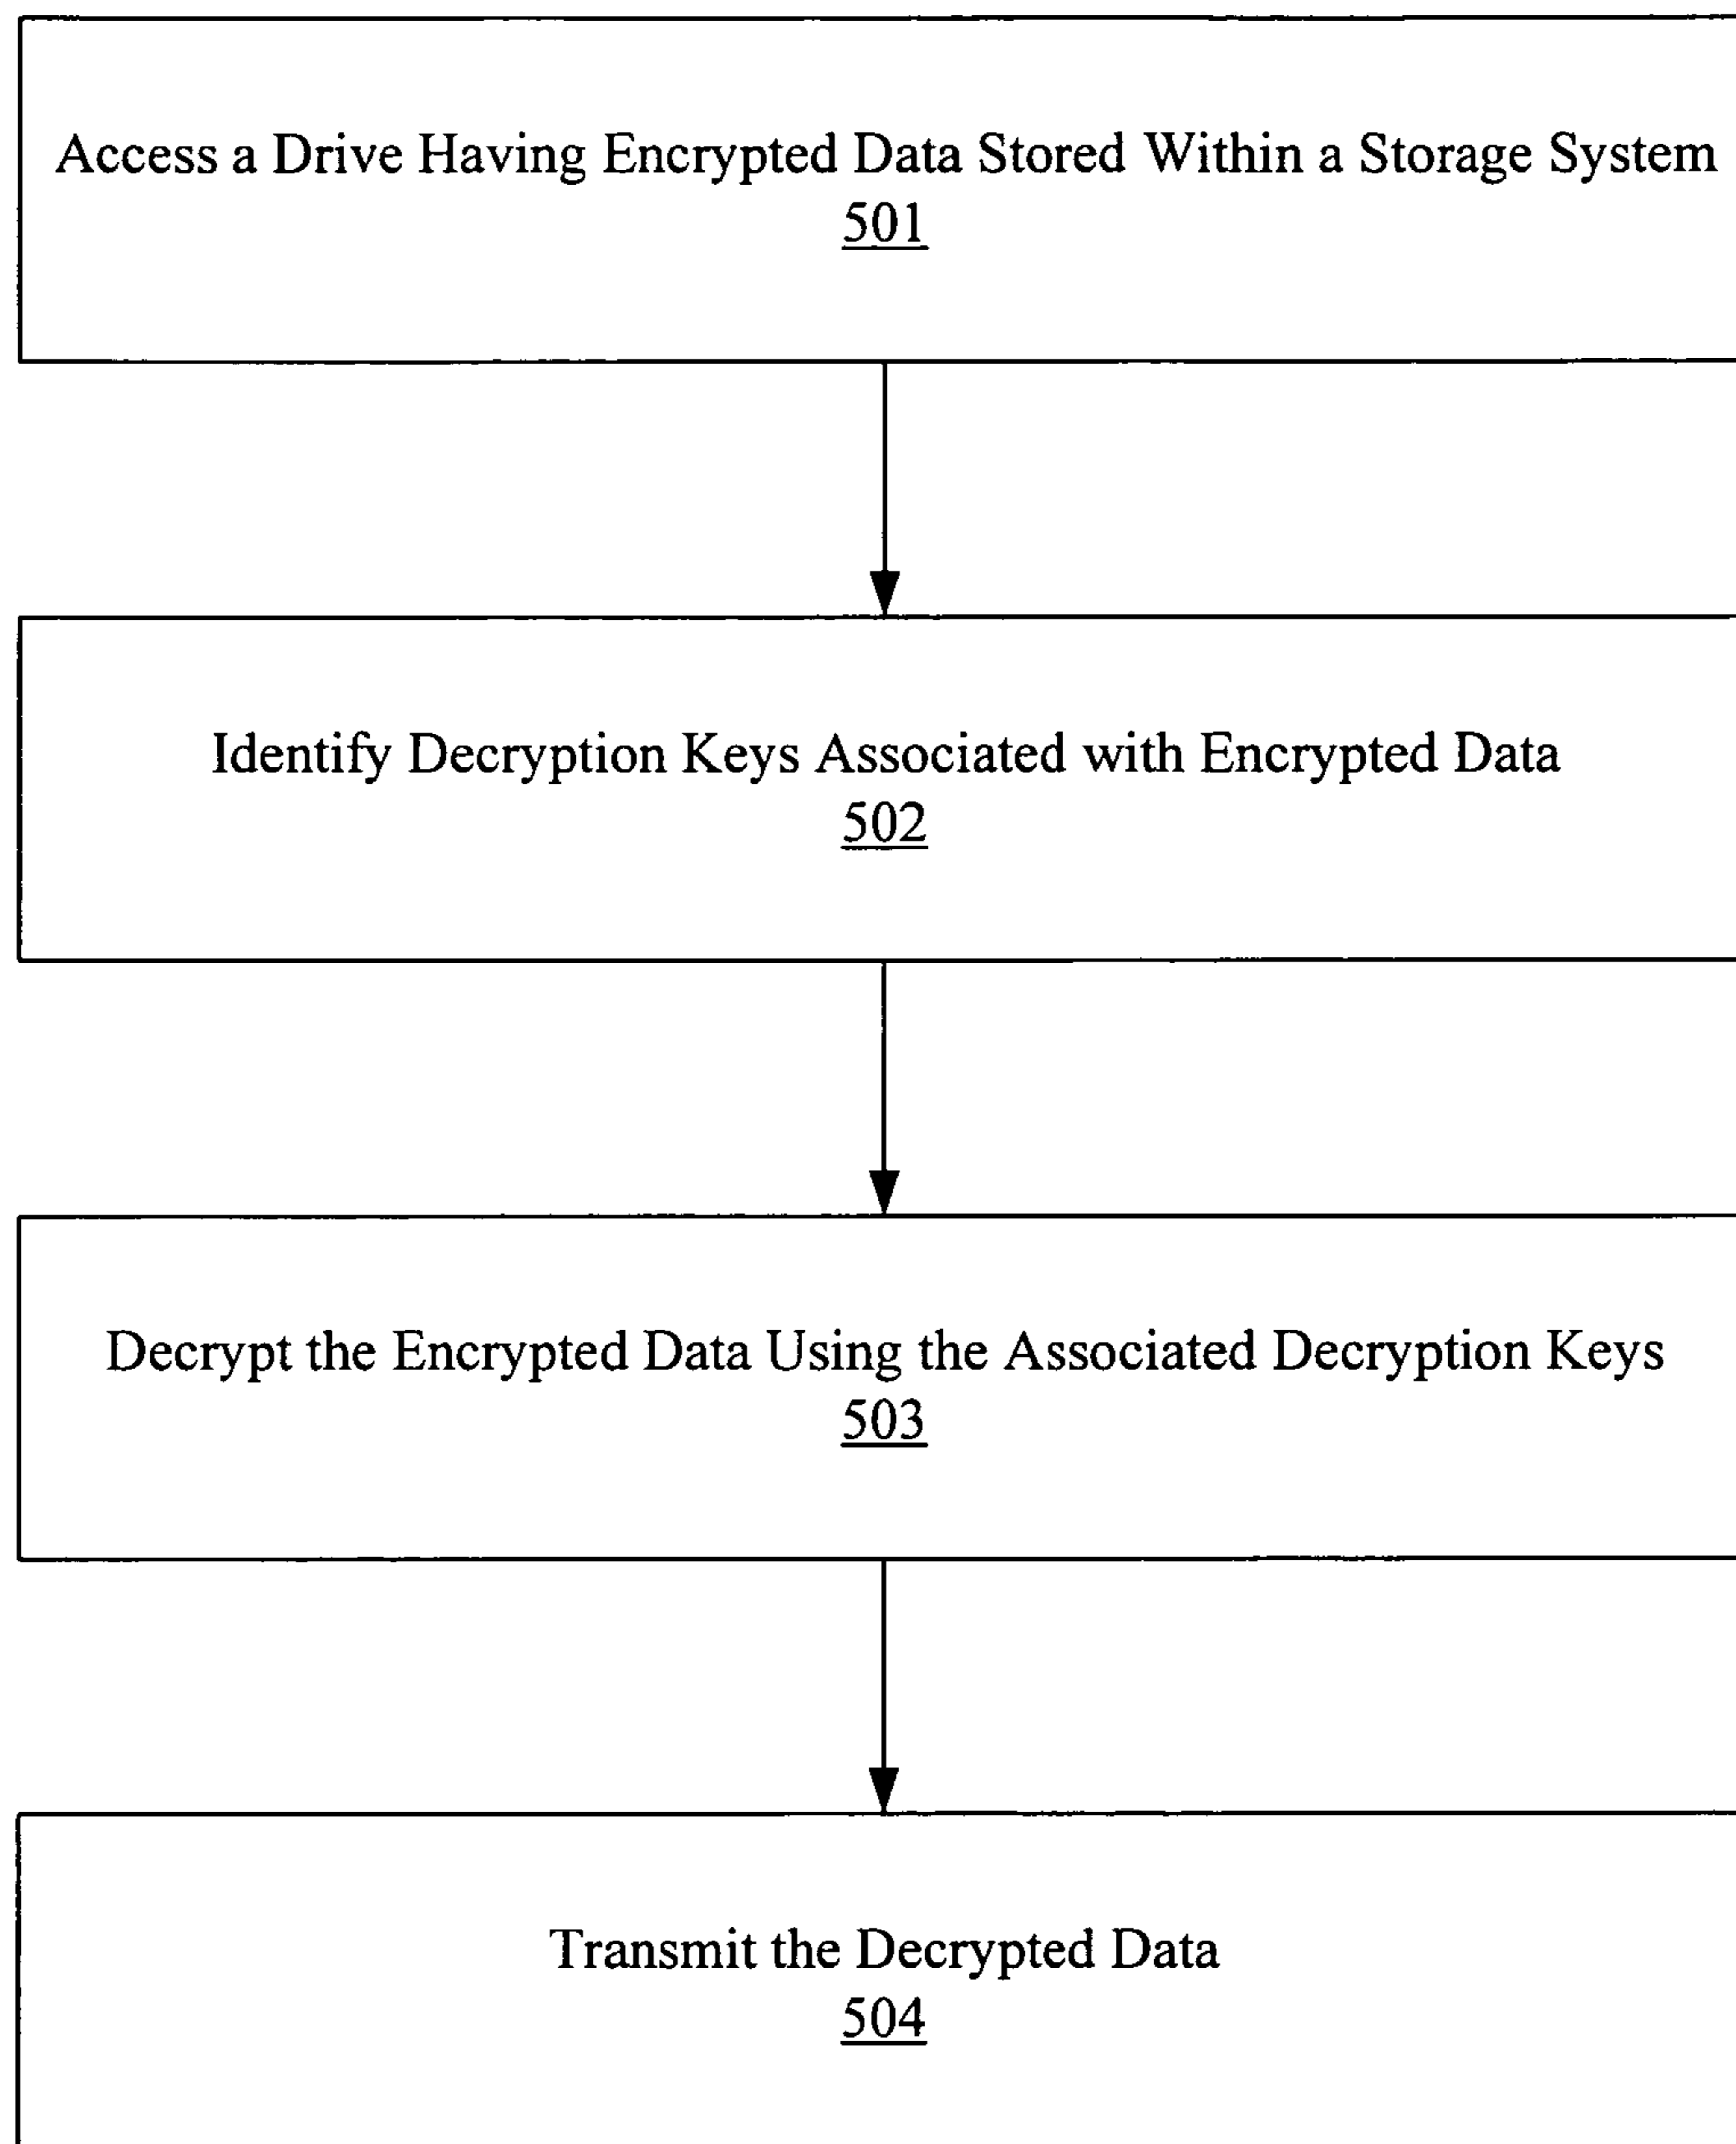 Access a Drive Having Encrypted Data Stored Within a Storage System
501
Identify Decryption Keys Associated with Encrypted Data
502
Decrypt the Encrypted Data Using the Associated Decryption Keys
503
Transmit the Decrypted Data
504